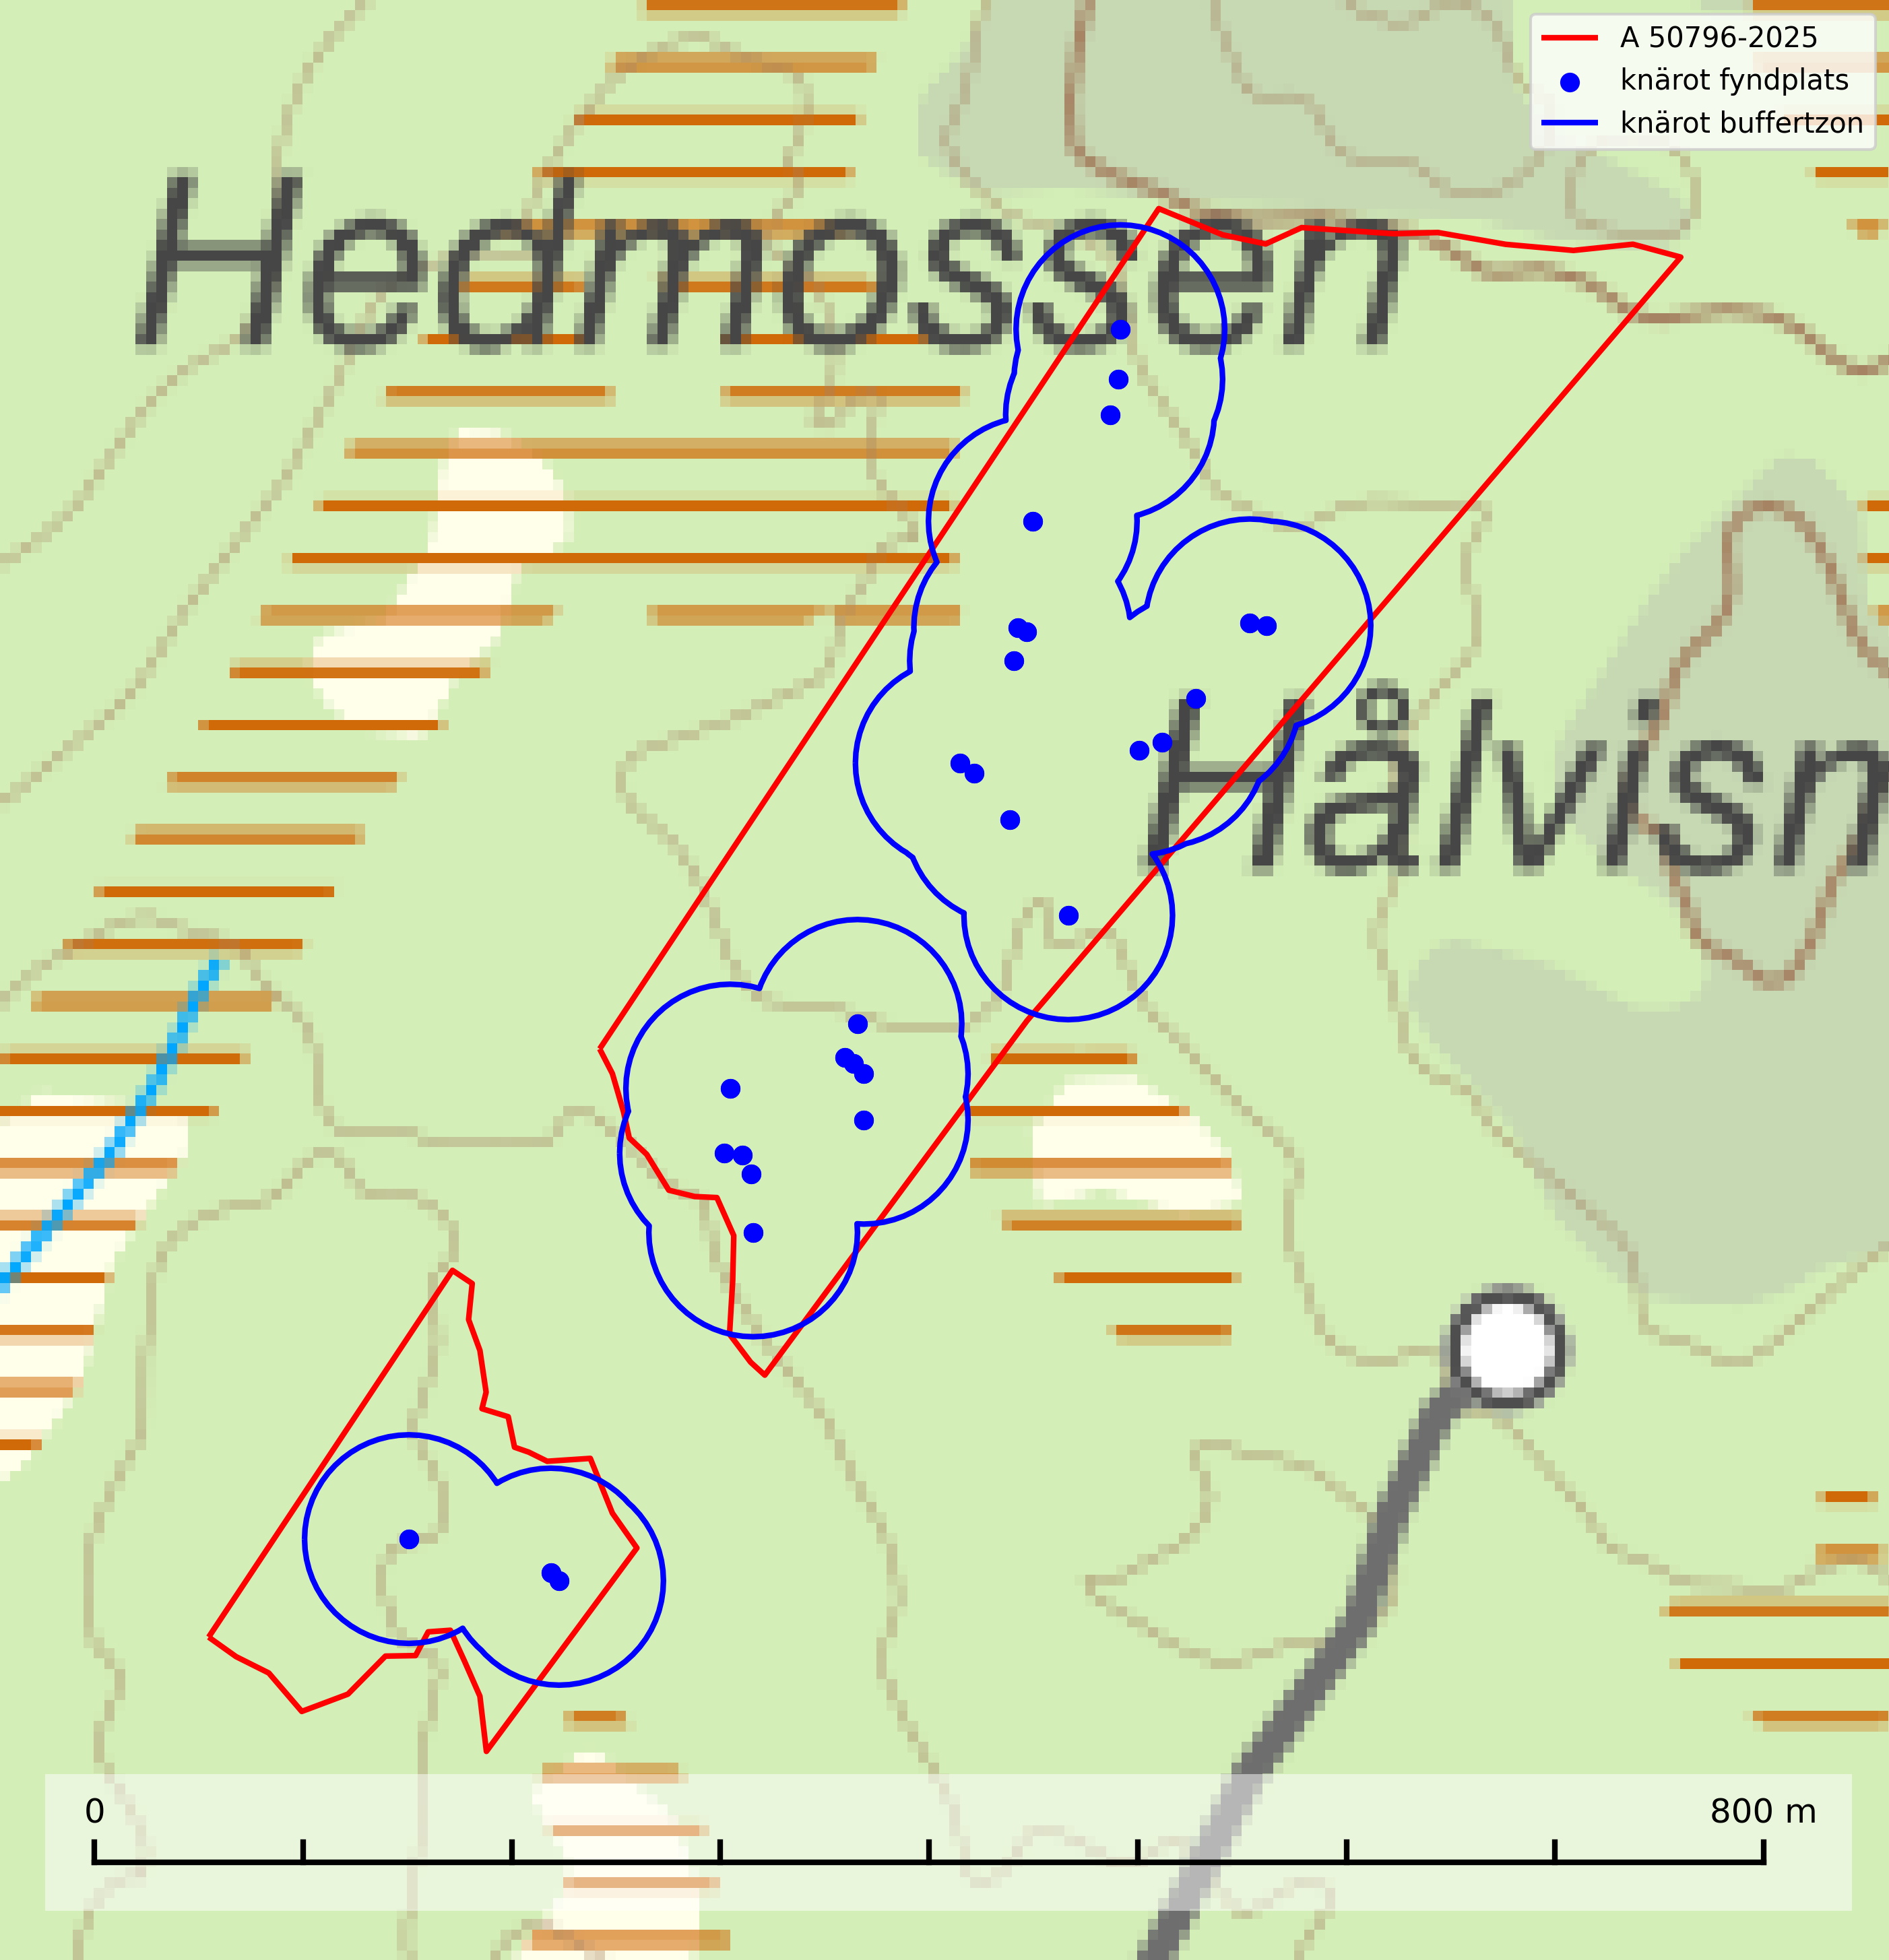 A 50796-2025
knärot fyndplats
knärot buffertzon
Hedmossen
Hålvisn
0 800 m